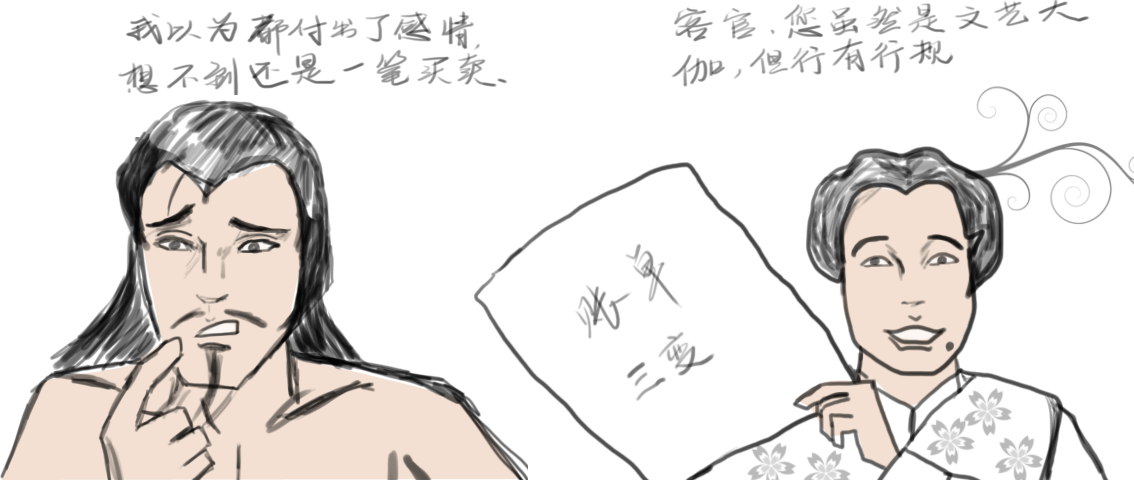 我以为都付出了感情，
想不到还是一笔买卖、
客官，您虽然是文艺大
伽，但行有行规
账单
三变